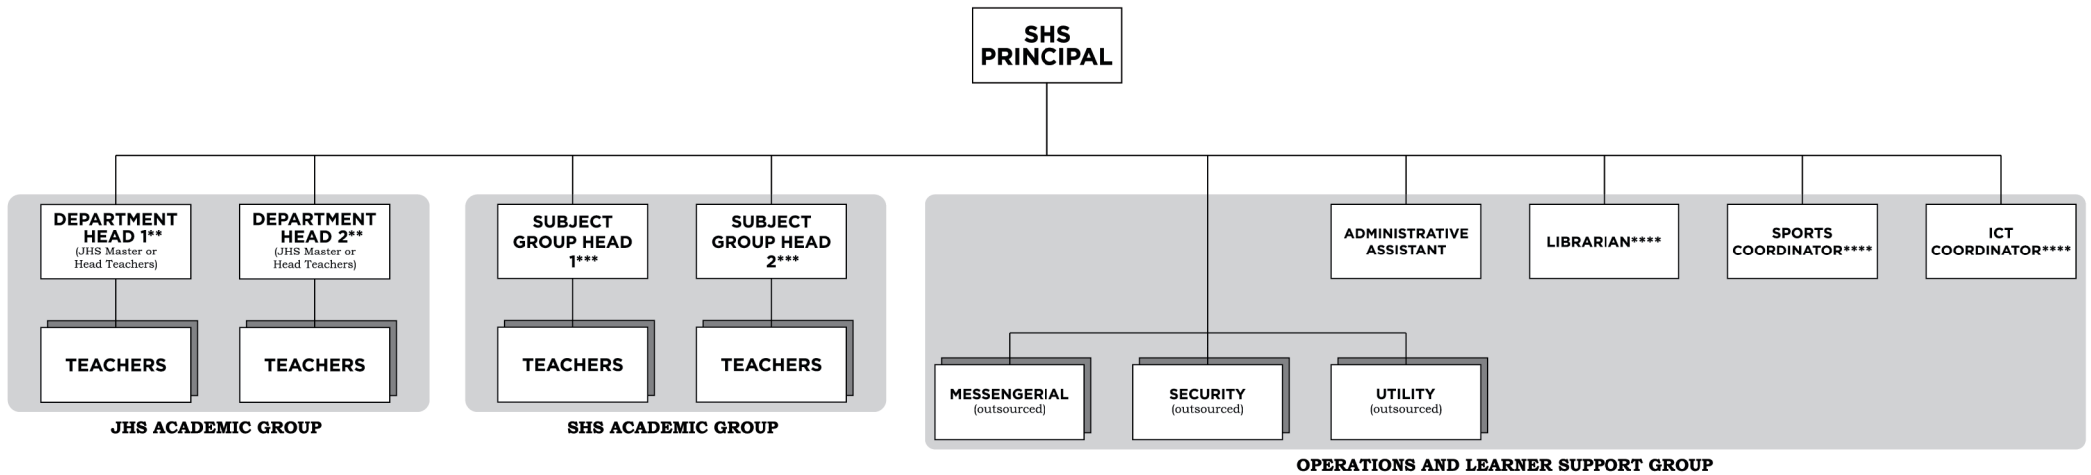 SHS
PRINCIPAL
DEPARTMENT
HEAD 1**
(JHS Master or
Head Teachers)
DEPARTMENT
HEAD 2**
(JHS Master or
Head Teachers)
SUBJECT
GROUP HEAD
1***
SUBJECT
GROUP HEAD
2***
ADMINISTRATIVE
ASSISTANT
LIBRARIAN****
SPORTS
COORDINATOR****
ICT
COORDINATOR****
TEACHERS
TEACHERS
TEACHERS
TEACHERS
MESSENGERIAL
(outsourced)
SECURITY
(outsourced)
UTILITY
(outsourced)
JHS ACADEMIC GROUP
SHS ACADEMIC GROUP
OPERATIONS AND LEARNER SUPPORT GROUP